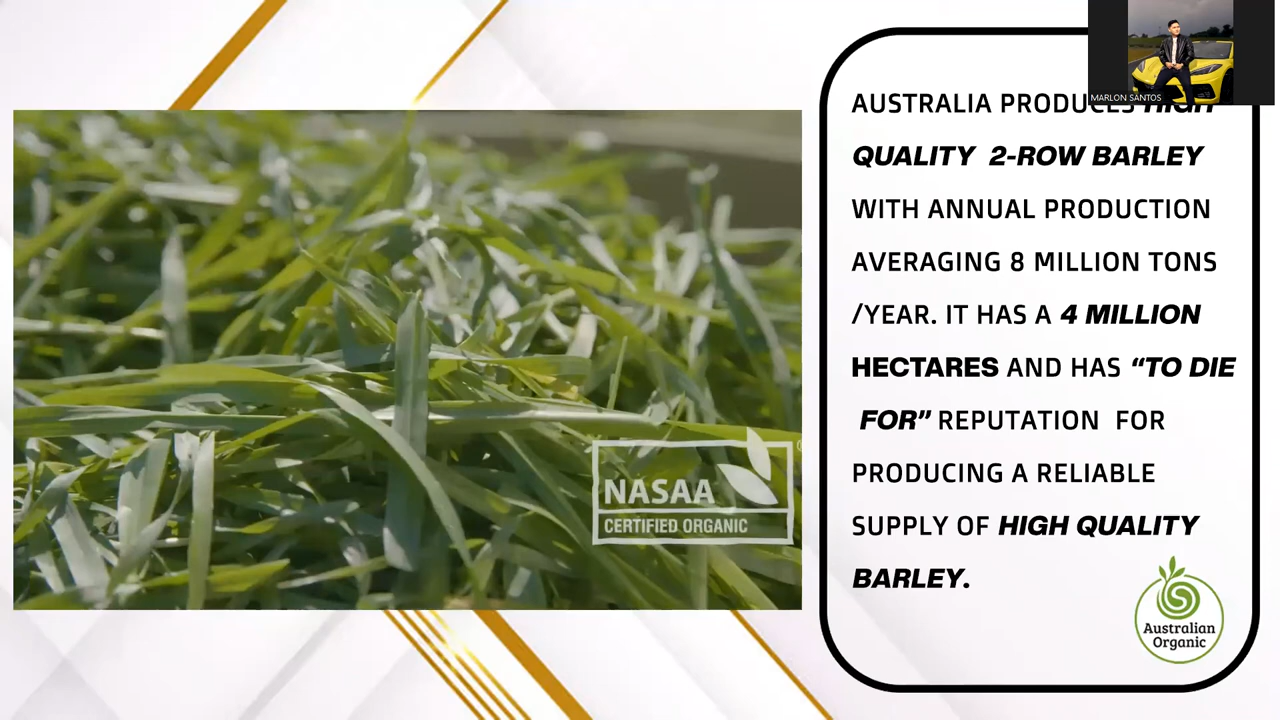 MARLON SANTOS
AUSTRALIA PRODUCES HIGH
QUALITY 2-ROW BARLEY
WITH ANNUAL PRODUCTION
AVERAGING 8 MILLION TONS
/YEAR. IT HAS A 4 MILLION
HECTARES AND HAS “TO DIE
FOR” REPUTATION FOR
PRODUCING A RELIABLE
SUPPLY OF HIGH QUALITY
BARLEY.
NASAA
CERTIFIED ORGANIC
Australian
Organic